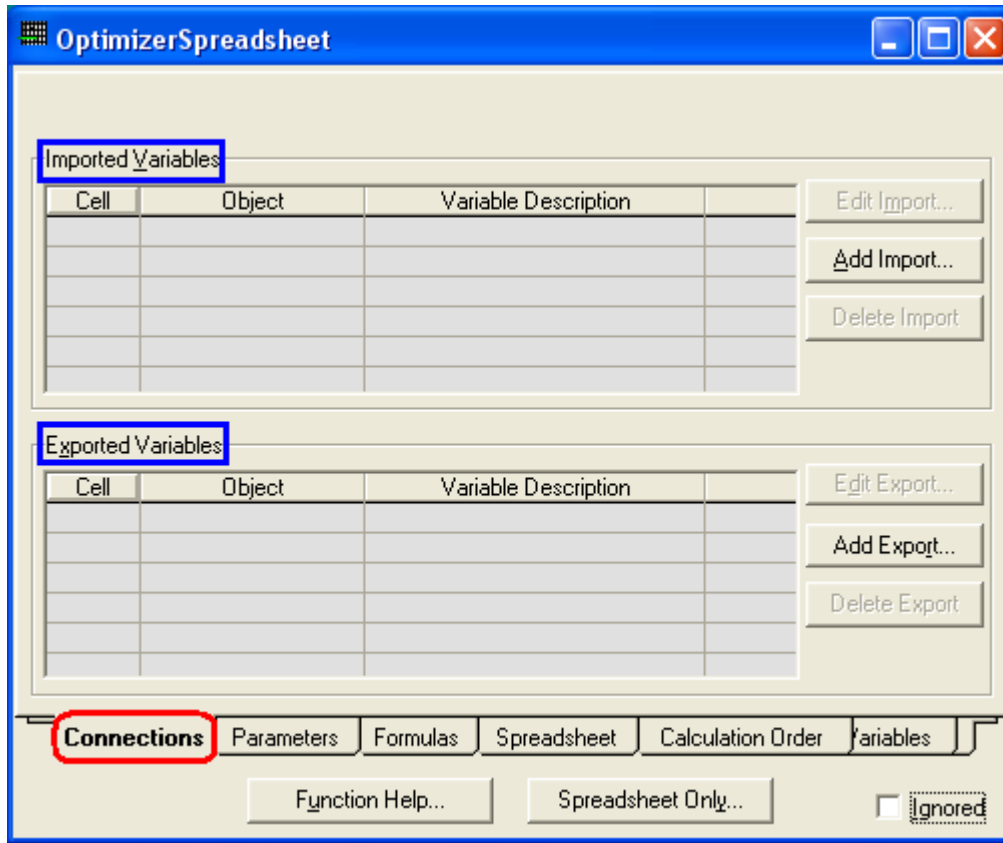 OptimizerSpreadsheet
Imported Variables
Cell Object Variable Description
Edit Import...
Add Import...
Delete Import
Exported Variables
Cell Object Variable Description
Edit Export...
Add Export...
Delete Export
Connections Parameters Formulas Spreadsheet Calculation Order Variables
Function Help... Spreadsheet Only... Ignored